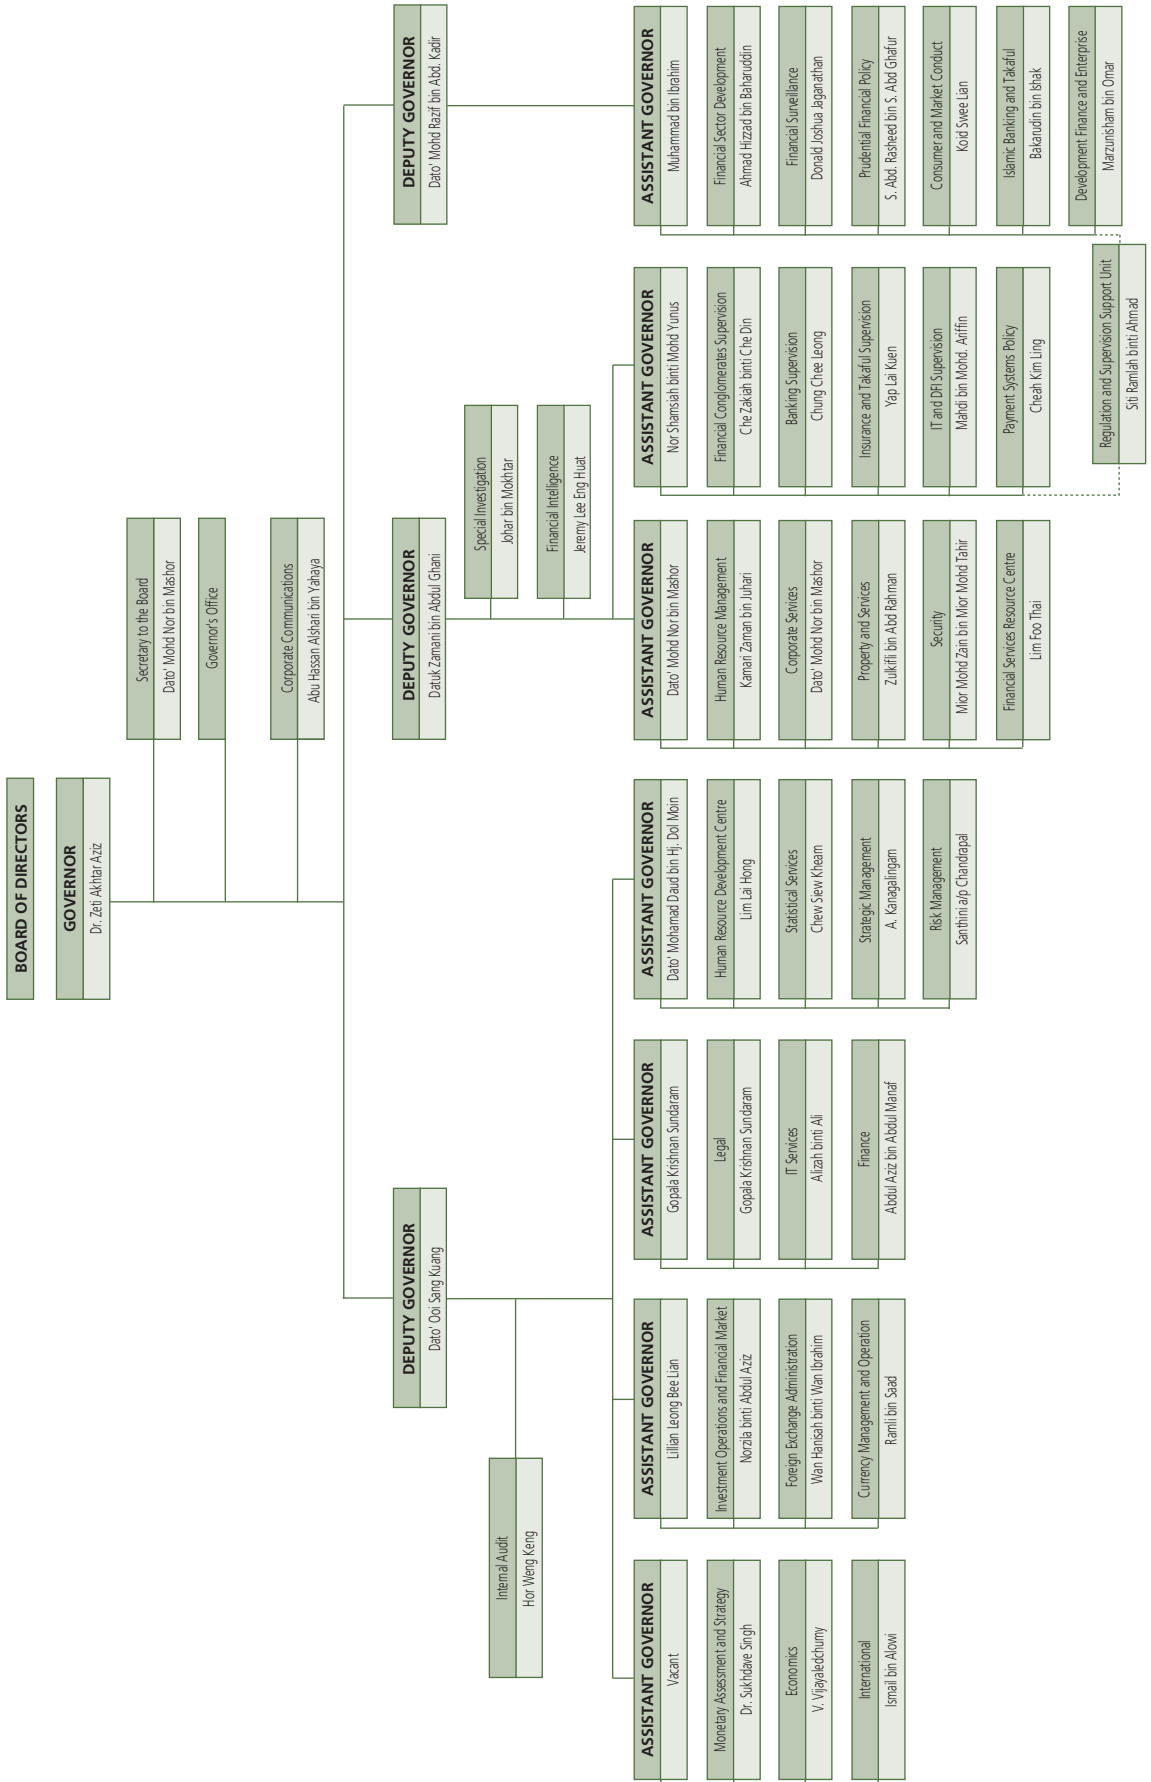 BOARD OF DIRECTORS
GOVERNOR
Dr. Zeti Akhtar Aziz
Secretary to the Board
Dato' Mohd Nor bin Mashor
Governor's Office
Corporate Communications
Abu Hassan Alshari bin Yahaya
DEPUTY GOVERNOR
Dato' Ooi Sang Kuang
Internal Audit
Hor Weng Keng
ASSISTANT GOVERNOR
Vacant
Monetary Assessment and Strategy
Dr. Sukhdave Singh
Economics
V. Vijayaledchumy
International
Ismail bin Alowi
ASSISTANT GOVERNOR
Lillian Leong Bee Lian
Investment Operations and Financial Market
Norzila binti Abdul Aziz
Foreign Exchange Administration
Wan Hanisah binti Wan Ibrahim
Currency Management and Operation
Ramli bin Saad
ASSISTANT GOVERNOR
Gopala Krishnan Sundaram
Legal
Gopala Krishnan Sundaram
IT Services
Alizah binti Ali
Finance
Abdul Aziz bin Abdul Manaf
ASSISTANT GOVERNOR
Dato' Mohamad Daud bin Hj. Dol Moin
Human Resource Development Centre
Lim Lai Hong
Statistical Services
Chew Siew Kheam
Strategic Management
A. Kanagalingam
Risk Management
Santhini a/p Chandrapal
DEPUTY GOVERNOR
Datuk Zamani bin Abdul Ghani
Special Investigation
Johar bin Mokhtar
Financial Intelligence
Jeremy Lee Eng Huat
ASSISTANT GOVERNOR
Dato' Mohd Nor bin Mashor
Human Resource Management
Kamari Zaman bin Juhari
Corporate Services
Dato' Mohd Nor bin Mashor
Property and Services
Zulkifli bin Abd Rahman
Security
Mior Mohd Zain bin Mior Mohd Tahir
Financial Services Resource Centre
Lim Foo Thai
ASSISTANT GOVERNOR
Nor Shamsiah binti Mohd Yunus
Financial Conglomerates Supervision
Che Zakiah binti Che Din
Banking Supervision
Chung Chee Leong
Insurance and Takaful Supervision
Yap Lai Kuen
IT and DFI Supervision
Mahdi bin Mohd. Ariffin
Payment Systems Policy
Cheah Kim Ling
Regulation and Supervision Support Unit
Siti Ramlah binti Ahmad
DEPUTY GOVERNOR
Dato' Mohd Razif bin Abd. Kadir
ASSISTANT GOVERNOR
Muhammad bin Ibrahim
Financial Sector Development
Ahmad Hizzad bin Baharuddin
Financial Surveillance
Donald Joshua Jaganathan
Prudential Financial Policy
S. Abd. Rasheed bin S. Abd Ghafur
Consumer and Market Conduct
Koid Swee Lian
Islamic Banking and Takaful
Bakarudin bin Ishak
Development Finance and Enterprise
Marzunisham bin Omar